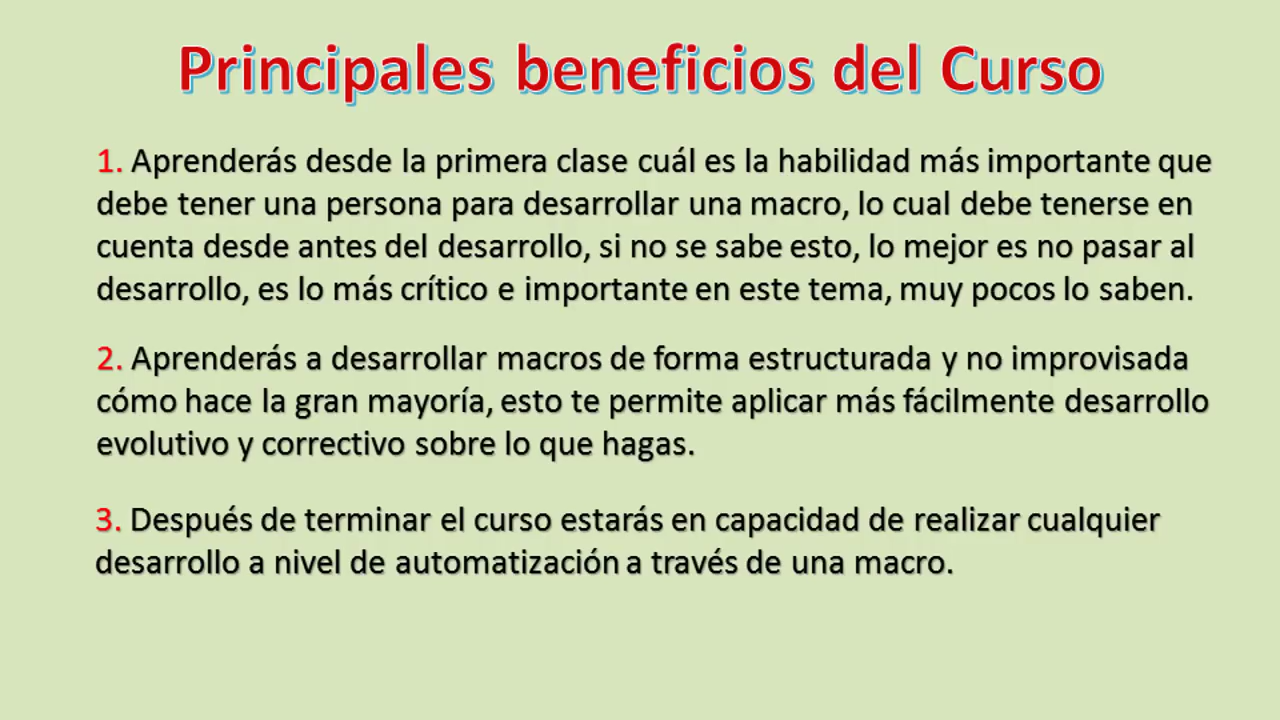 Principales beneficios del Curso
1. Aprenderás desde la primera clase cuál es la habilidad más importante que
debe tener una persona para desarrollar una macro, lo cual debe tenerse en
cuenta desde antes del desarrollo, si no se sabe esto, lo mejor es no pasar al
desarrollo, es lo más crítico e importante en este tema, muy pocos lo saben.
2. Aprenderás a desarrollar macros de forma estructurada y no improvisada
cómo hace la gran mayoría, esto te permite aplicar más fácilmente desarrollo
evolutivo y correctivo sobre lo que hagas.
3. Después de terminar el curso estarás en capacidad de realizar cualquier
desarrollo a nivel de automatización a través de una macro.